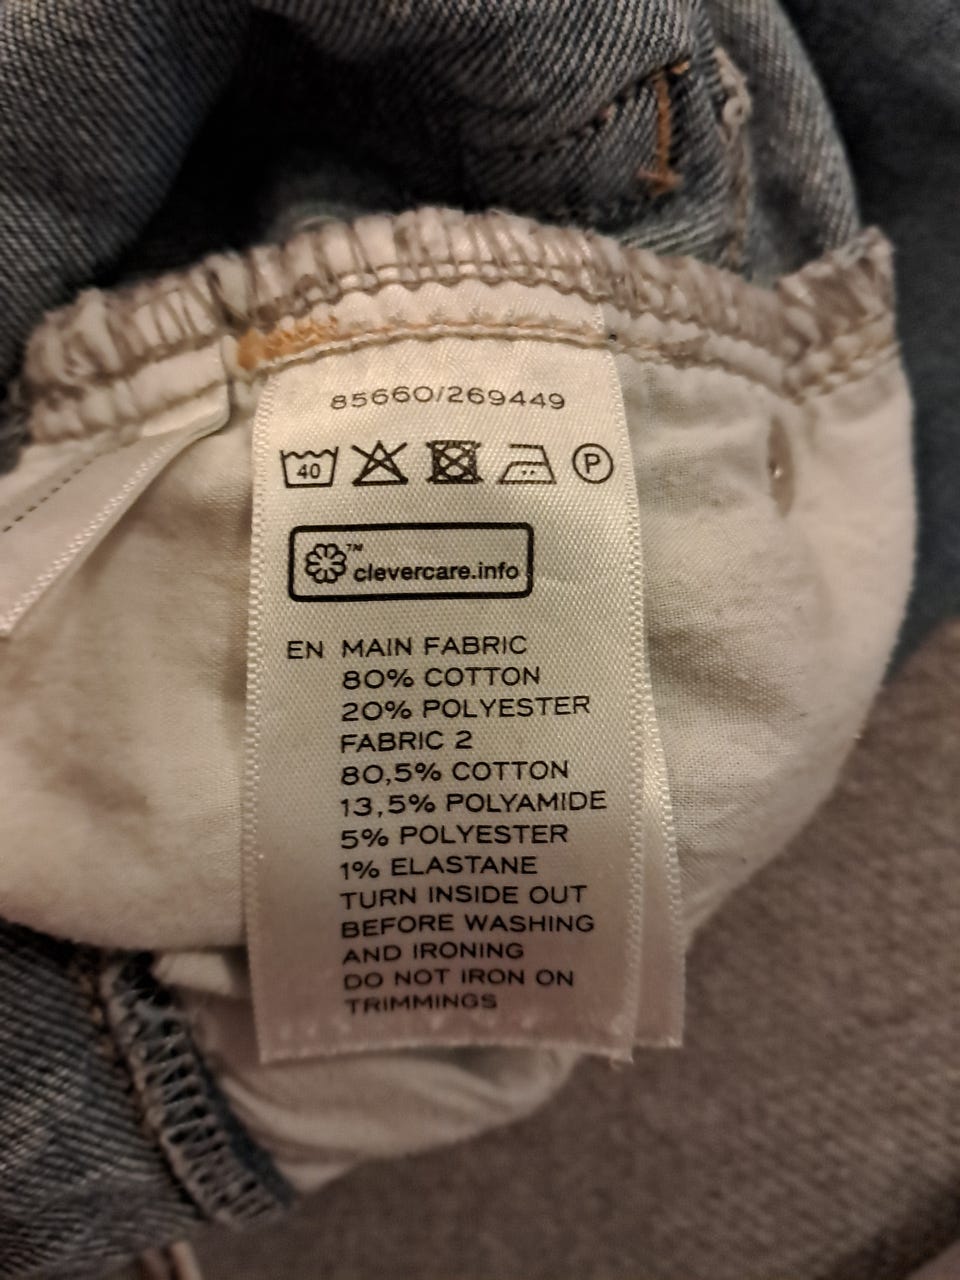 85660/269449
40 P
™ clevercare.info
EN MAIN FABRIC
80% COTTON
20% POLYESTER
FABRIC 2
80,5% COTTON
13,5% POLYAMIDE
5% POLYESTER
1% ELASTANE
TURN INSIDE OUT
BEFORE WASHING
AND IRONING
DO NOT IRON ON
TRIMMINGS